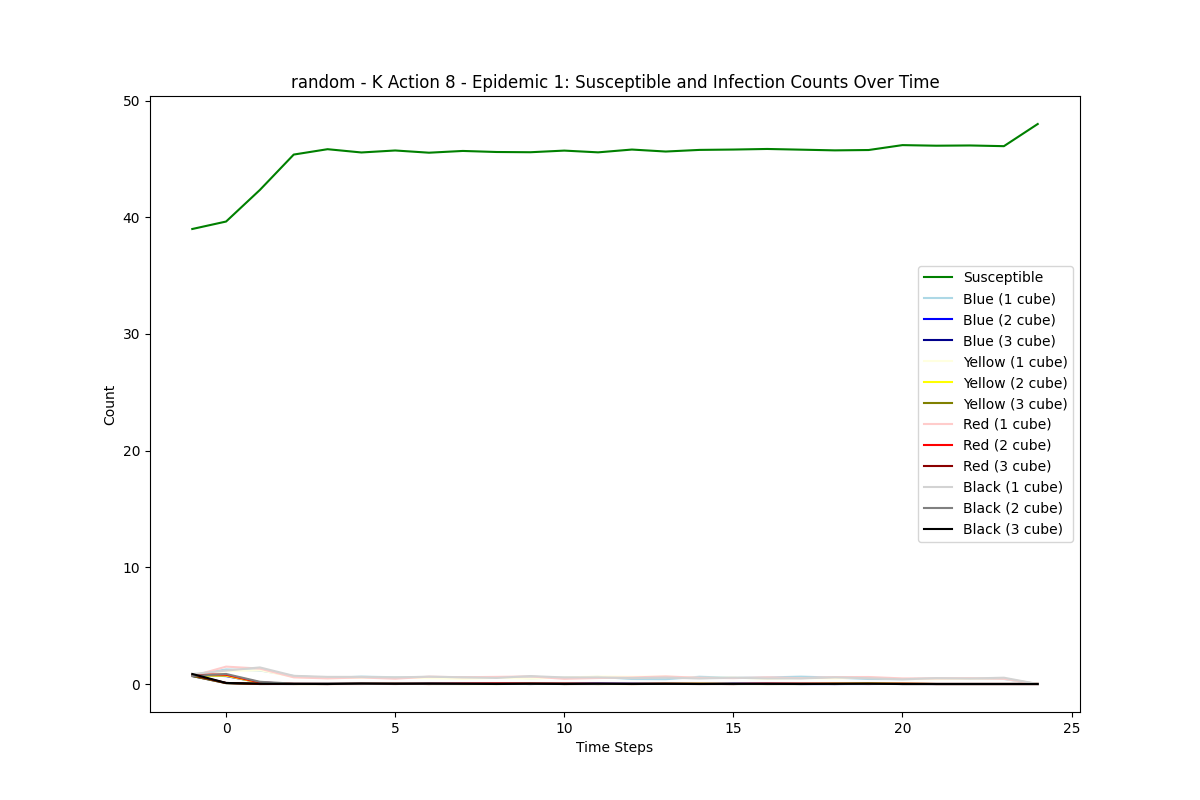 random - K Action 8 - Epidemic 1: Susceptible and Infection Counts Over Time
50
40
30
20
10
0
Count
0 5 10 15 20 25
Time Steps
Susceptible
Blue (1 cube)
Blue (2 cube)
Blue (3 cube)
Yellow (1 cube)
Yellow (2 cube)
Yellow (3 cube)
Red (1 cube)
Red (2 cube)
Red (3 cube)
Black (1 cube)
Black (2 cube)
Black (3 cube)